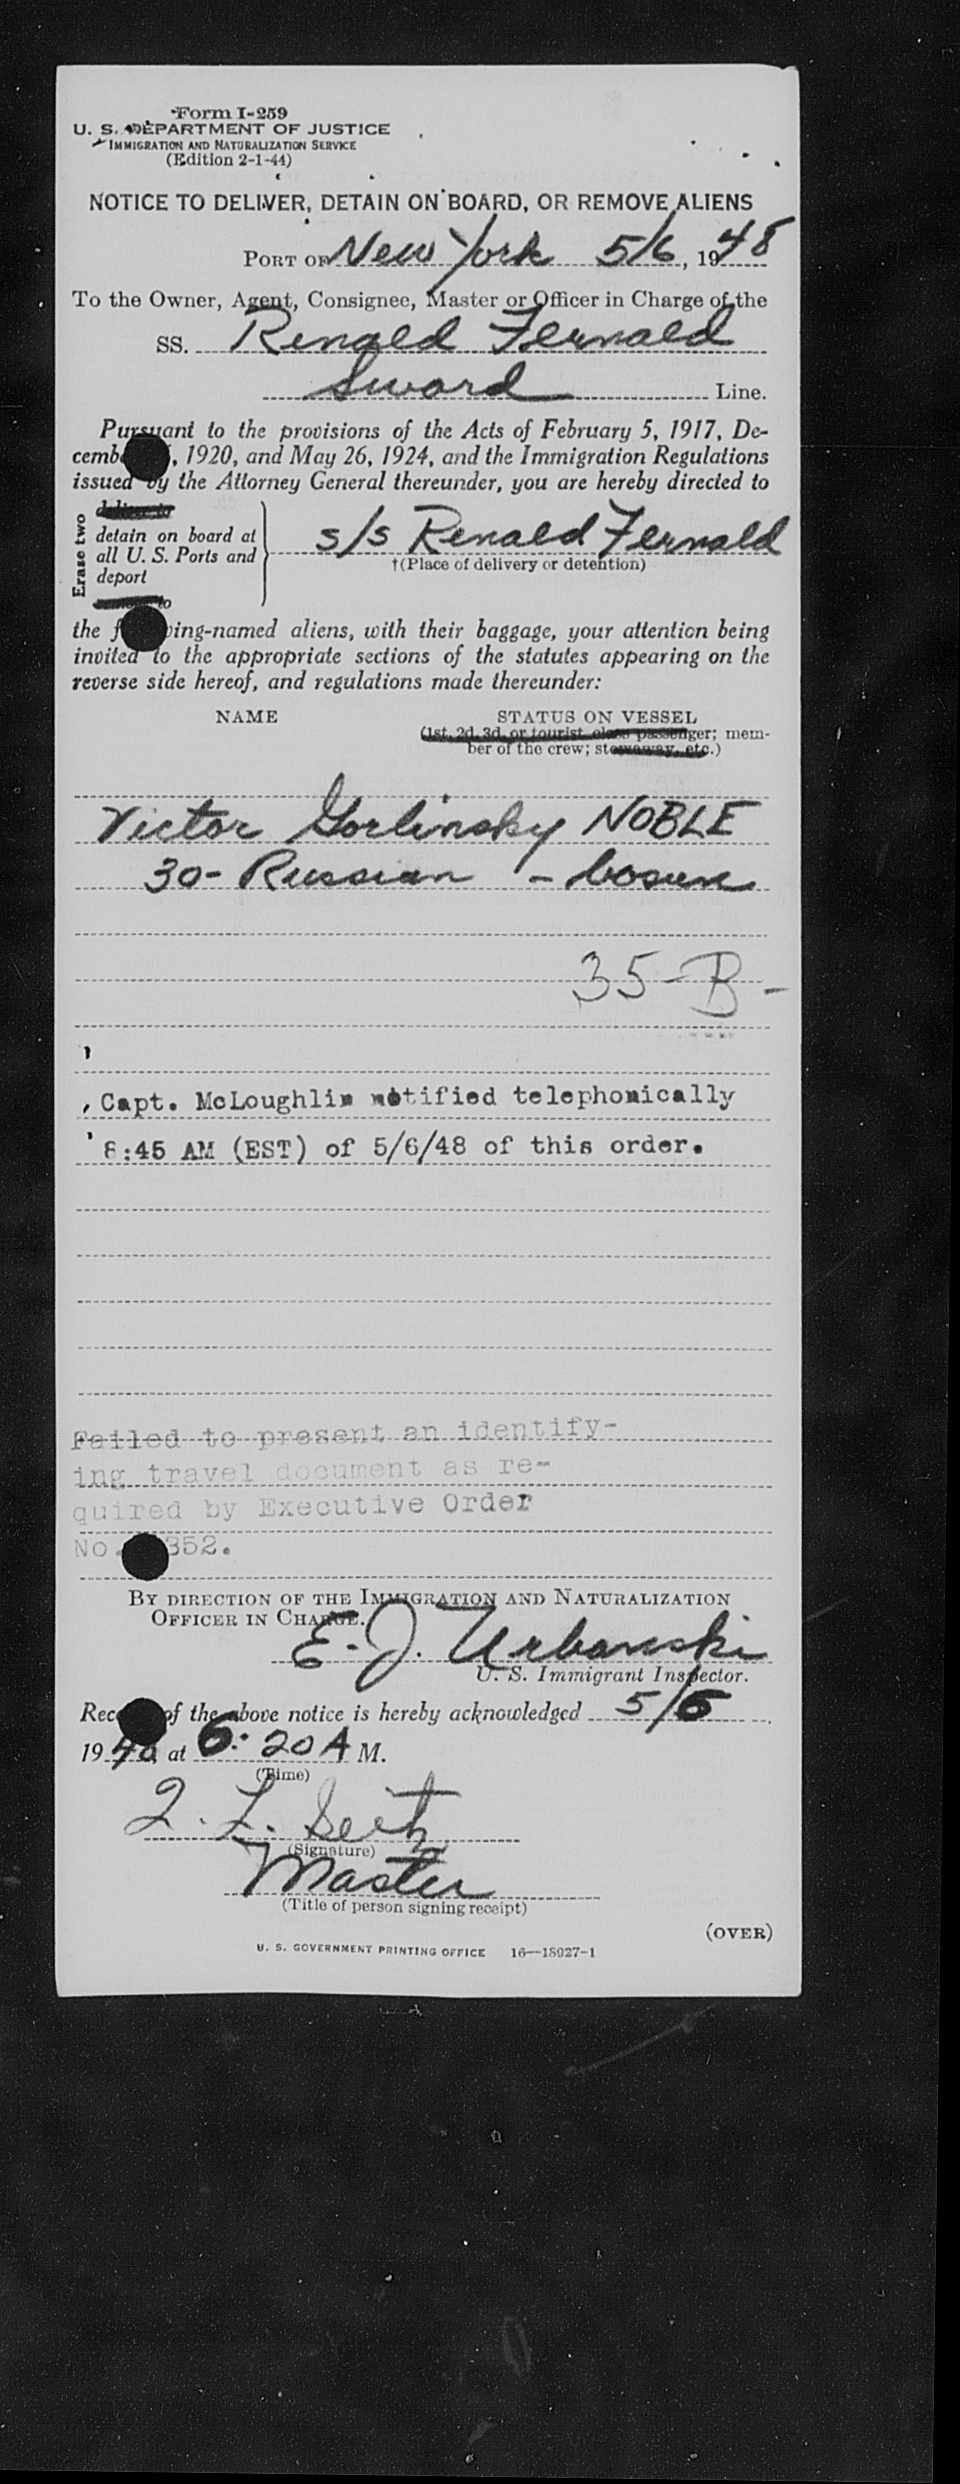 Form I-259
U. S. DEPARTMENT OF JUSTICE
IMMIGRATION AND NATURALIZATION SERVICE
(Edition 2-1-44)
NOTICE TO DELIVER, DETAIN ON BOARD, OR REMOVE ALIENS
PORT OF New York 5/6, 1948
To the Owner, Agent, Consignee, Master or Officer in Charge of the
SS. Renald Fernald
Sword Line.
Pursuant to the provisions of the Acts of February 5, 1917, De-
cemb , 1920, and May 26, 1924, and the Immigration Regulations
issued by the Attorney General thereunder, you are hereby directed to
Erase two
deliver to
detain on board at
all U. S. Ports and
deport
to
s/s Renald Fernald
†(Place of delivery or detention)
the f wing-named aliens, with their baggage, your attention being
invited to the appropriate sections of the statutes appearing on the
reverse side hereof, and regulations made thereunder:
NAME STATUS ON VESSEL
(1st, 2d, 3d, or tourist class passenger; mem-
ber of the crew; stowaway, etc.)
Victor Gorlinsky NOBLE
30- Russian - bosun
35-B-
Capt. McLoughlin notified telephonically
8:45 AM (EST) of 5/6/48 of this order.
Failed to present an identify-
ing travel document as re-
quired by Executive Order
No. 352.
BY DIRECTION OF THE IMMIGRATION AND NATURALIZATION
OFFICER IN CHARGE.
E. J. Urbanski
U. S. Immigrant Inspector.
Rec of the above notice is hereby acknowledged 5/6
19 at 6:20 A M.
(Time)
L. Seitz
(Signature)
Master
(Title of person signing receipt)
(OVER)
U. S. GOVERNMENT PRINTING OFFICE 16—18027-1